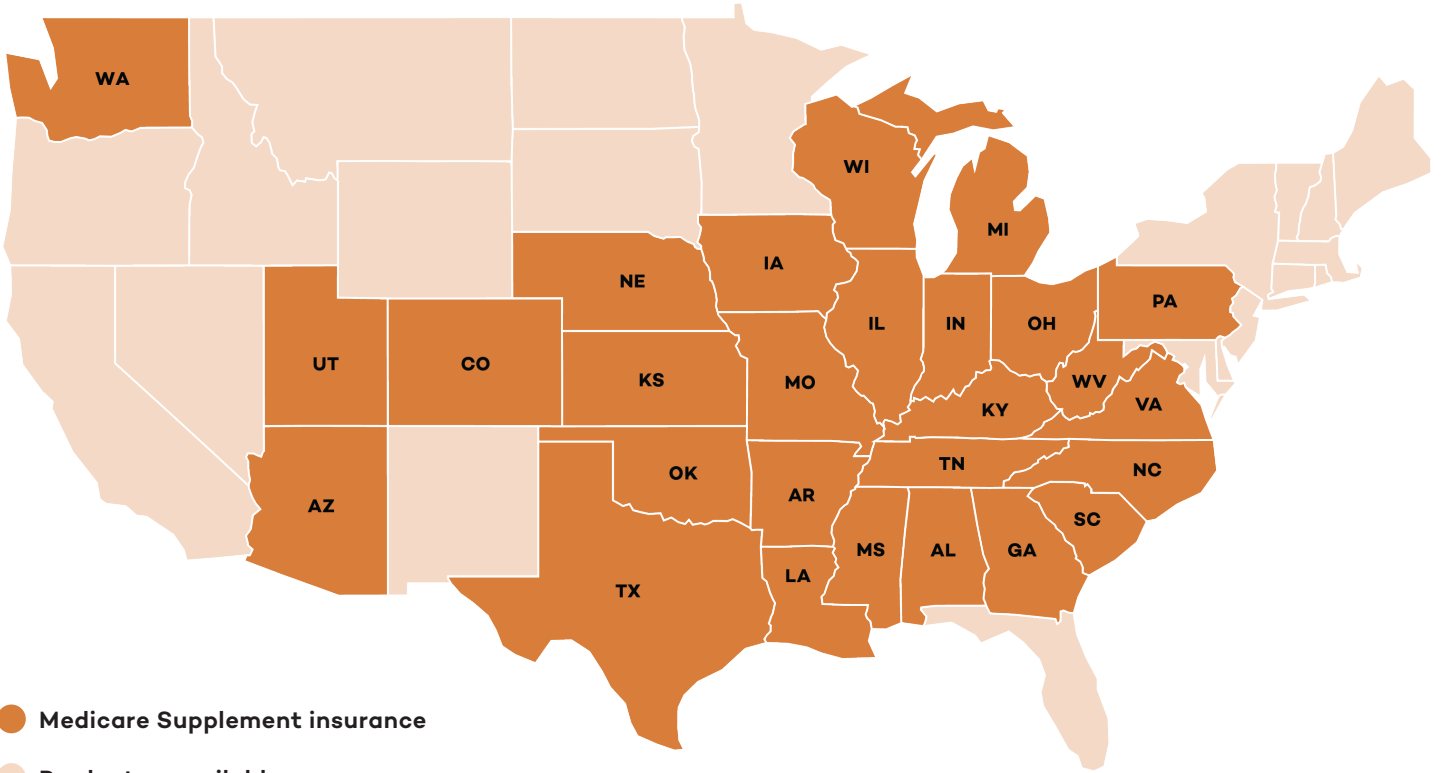 WA
WI
MI
IA
NE
PA
IL
IN
OH
UT
CO
KS
MO
WV
VA
KY
TN
NC
OK
AR
AZ
SC
MS
AL
GA
LA
TX
Medicare Supplement insurance